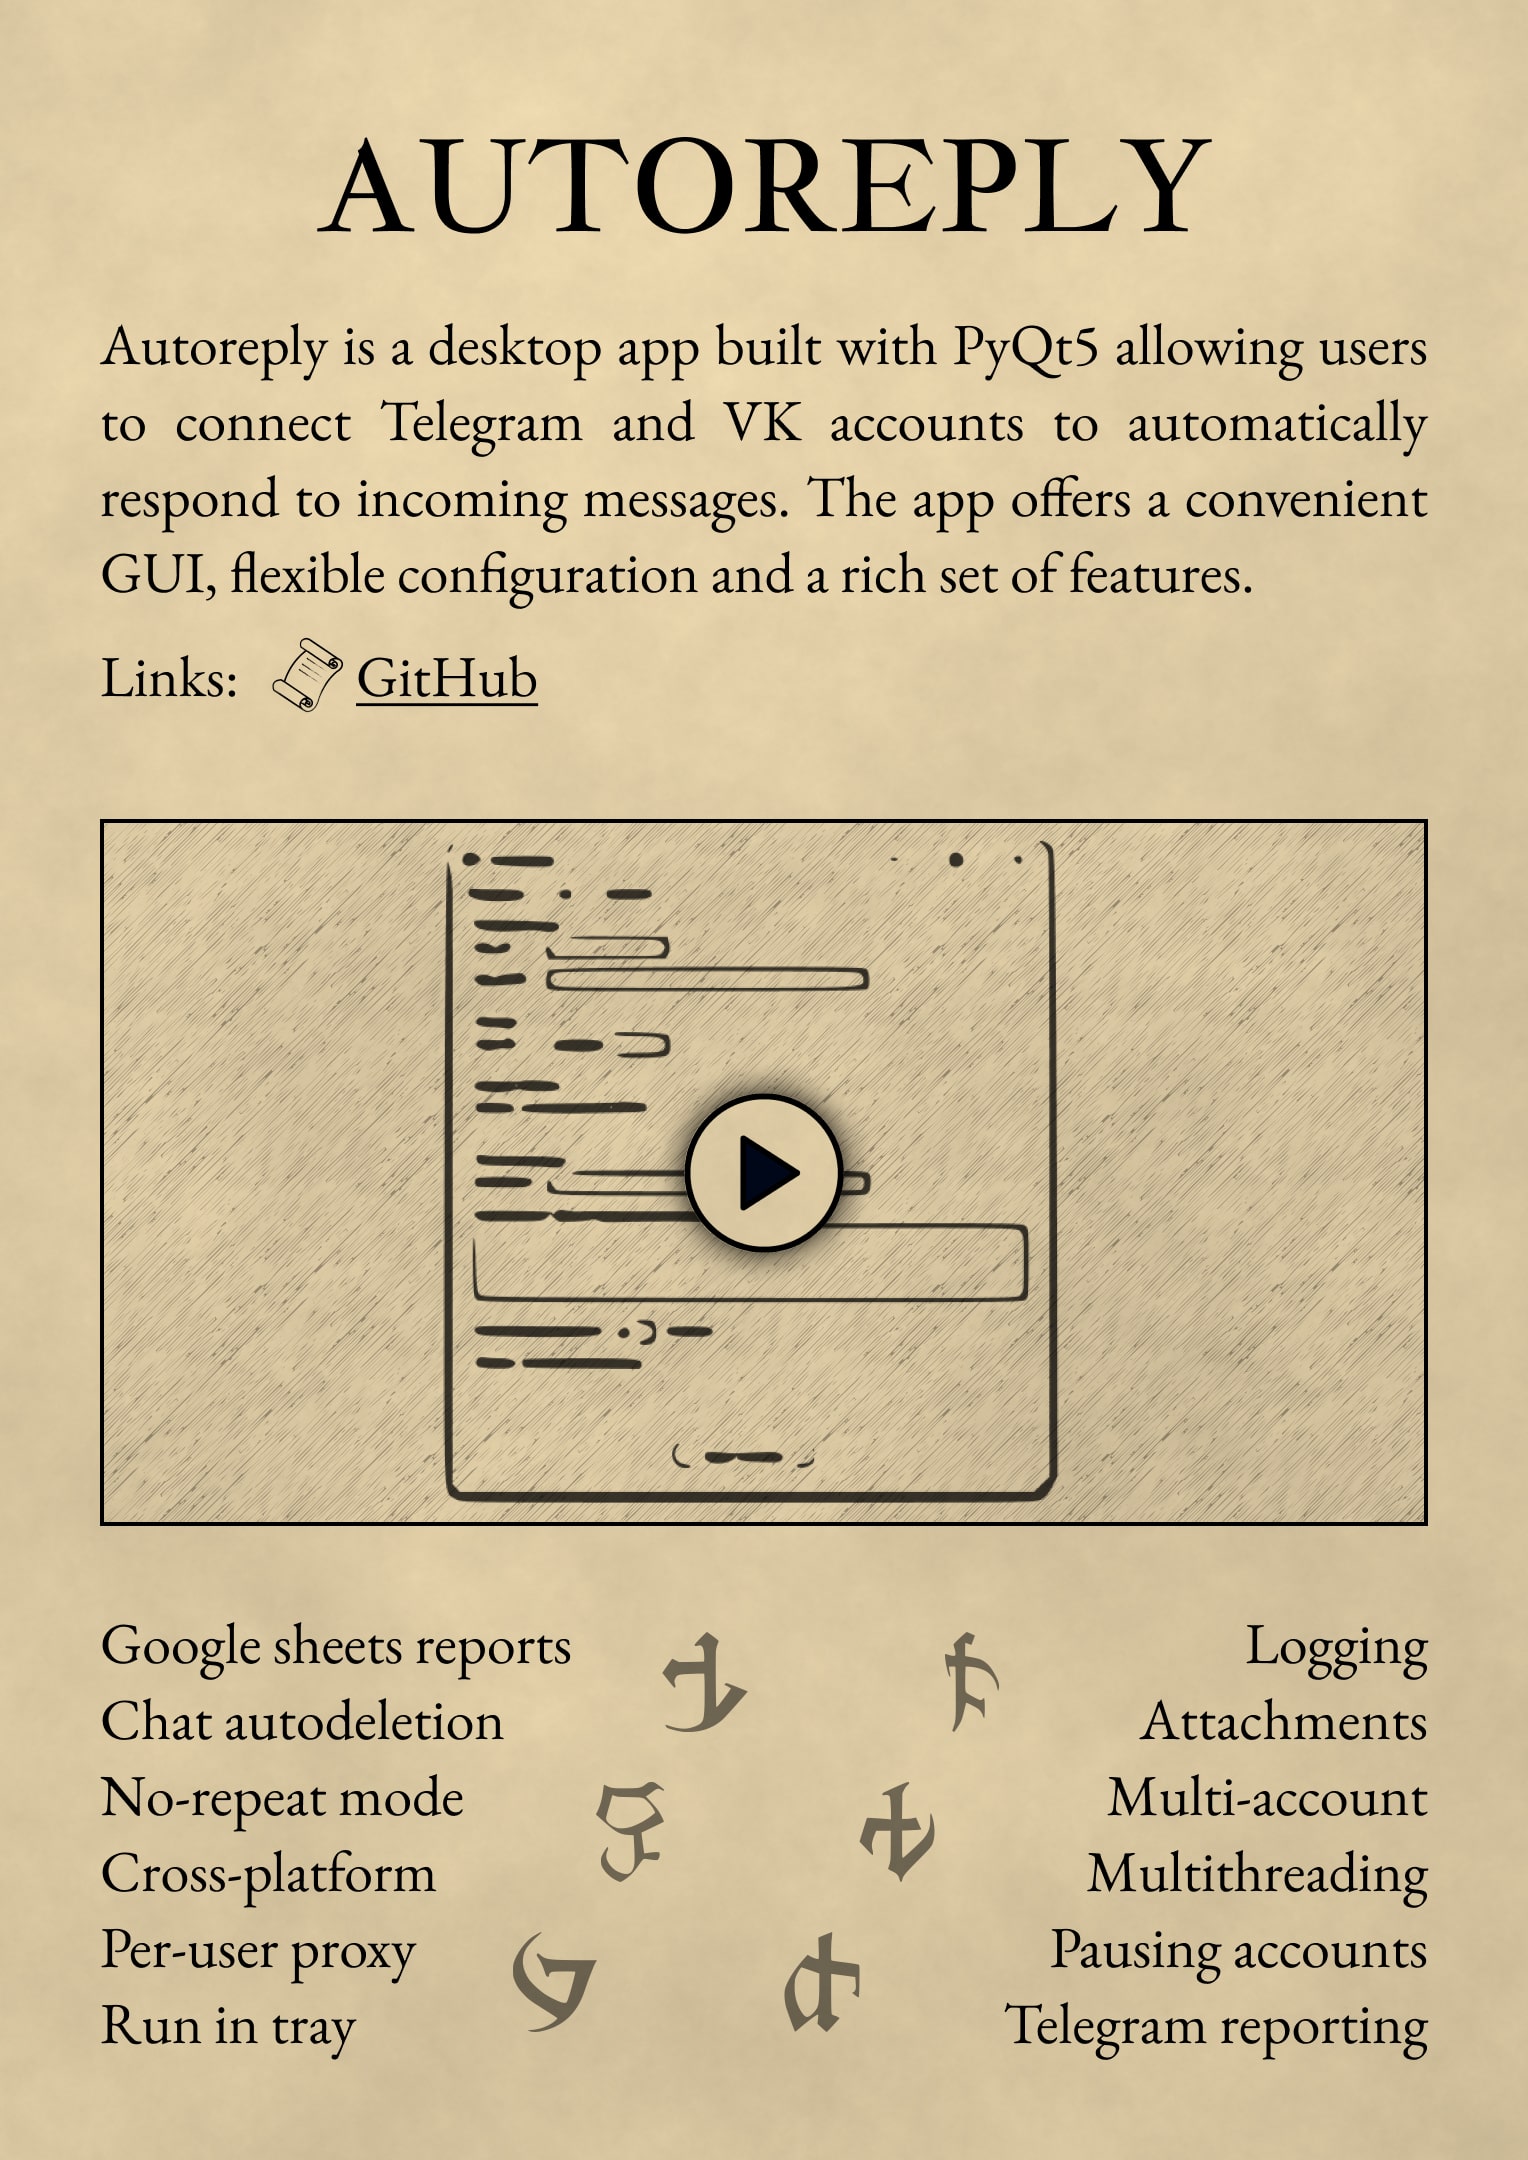 AUTOREPLY
Autoreply is a desktop app built with PyQt5 allowing users
to connect Telegram and VK accounts to automatically
respond to incoming messages. The app offers a convenient
GUI, flexible configuration and a rich set of features.
Links: GitHub
Google sheets reports
Chat autodeletion
No-repeat mode
Cross-platform
Per-user proxy
Run in tray
Logging
Attachments
Multi-account
Multithreading
Pausing accounts
Telegram reporting